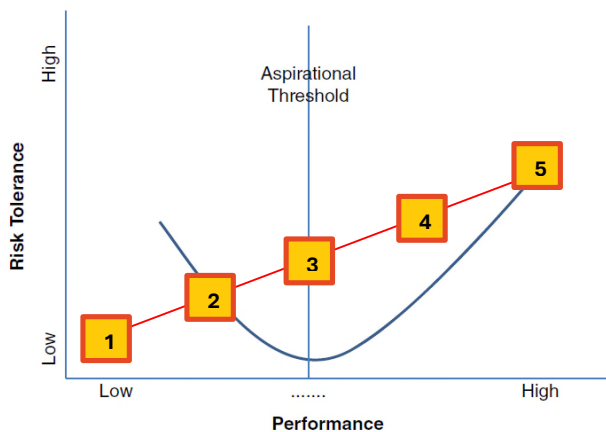 High
Aspirational
Threshold
Risk Tolerance
5
4
3
2
1
Low
Low
.......
High
Performance